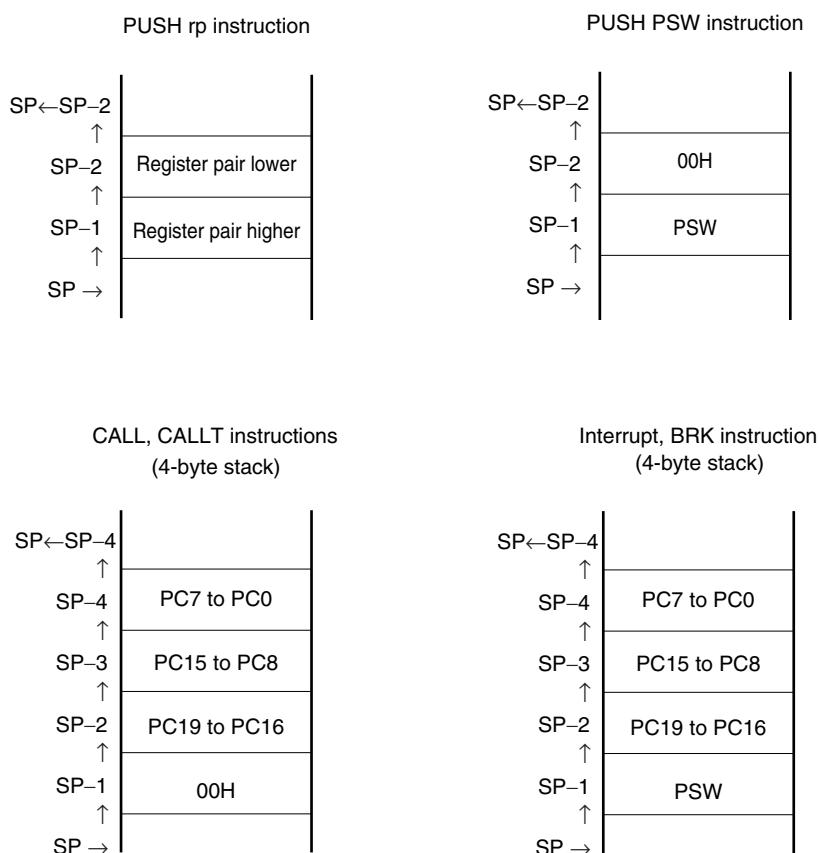 PUSH rp instruction
SP←SP–2
↑
SP–2
↑
SP–1
↑
SP →
Register pair lower
Register pair higher
PUSH PSW instruction
SP←SP–2
↑
SP–2
↑
SP–1
↑
SP →
00H
PSW
CALL, CALLT instructions
(4-byte stack)
SP←SP–4
↑
SP–4
↑
SP–3
↑
SP–2
↑
SP–1
↑
SP →
PC7 to PC0
PC15 to PC8
PC19 to PC16
00H
Interrupt, BRK instruction
(4-byte stack)
SP←SP–4
↑
SP–4
↑
SP–3
↑
SP–2
↑
SP–1
↑
SP →
PC7 to PC0
PC15 to PC8
PC19 to PC16
PSW